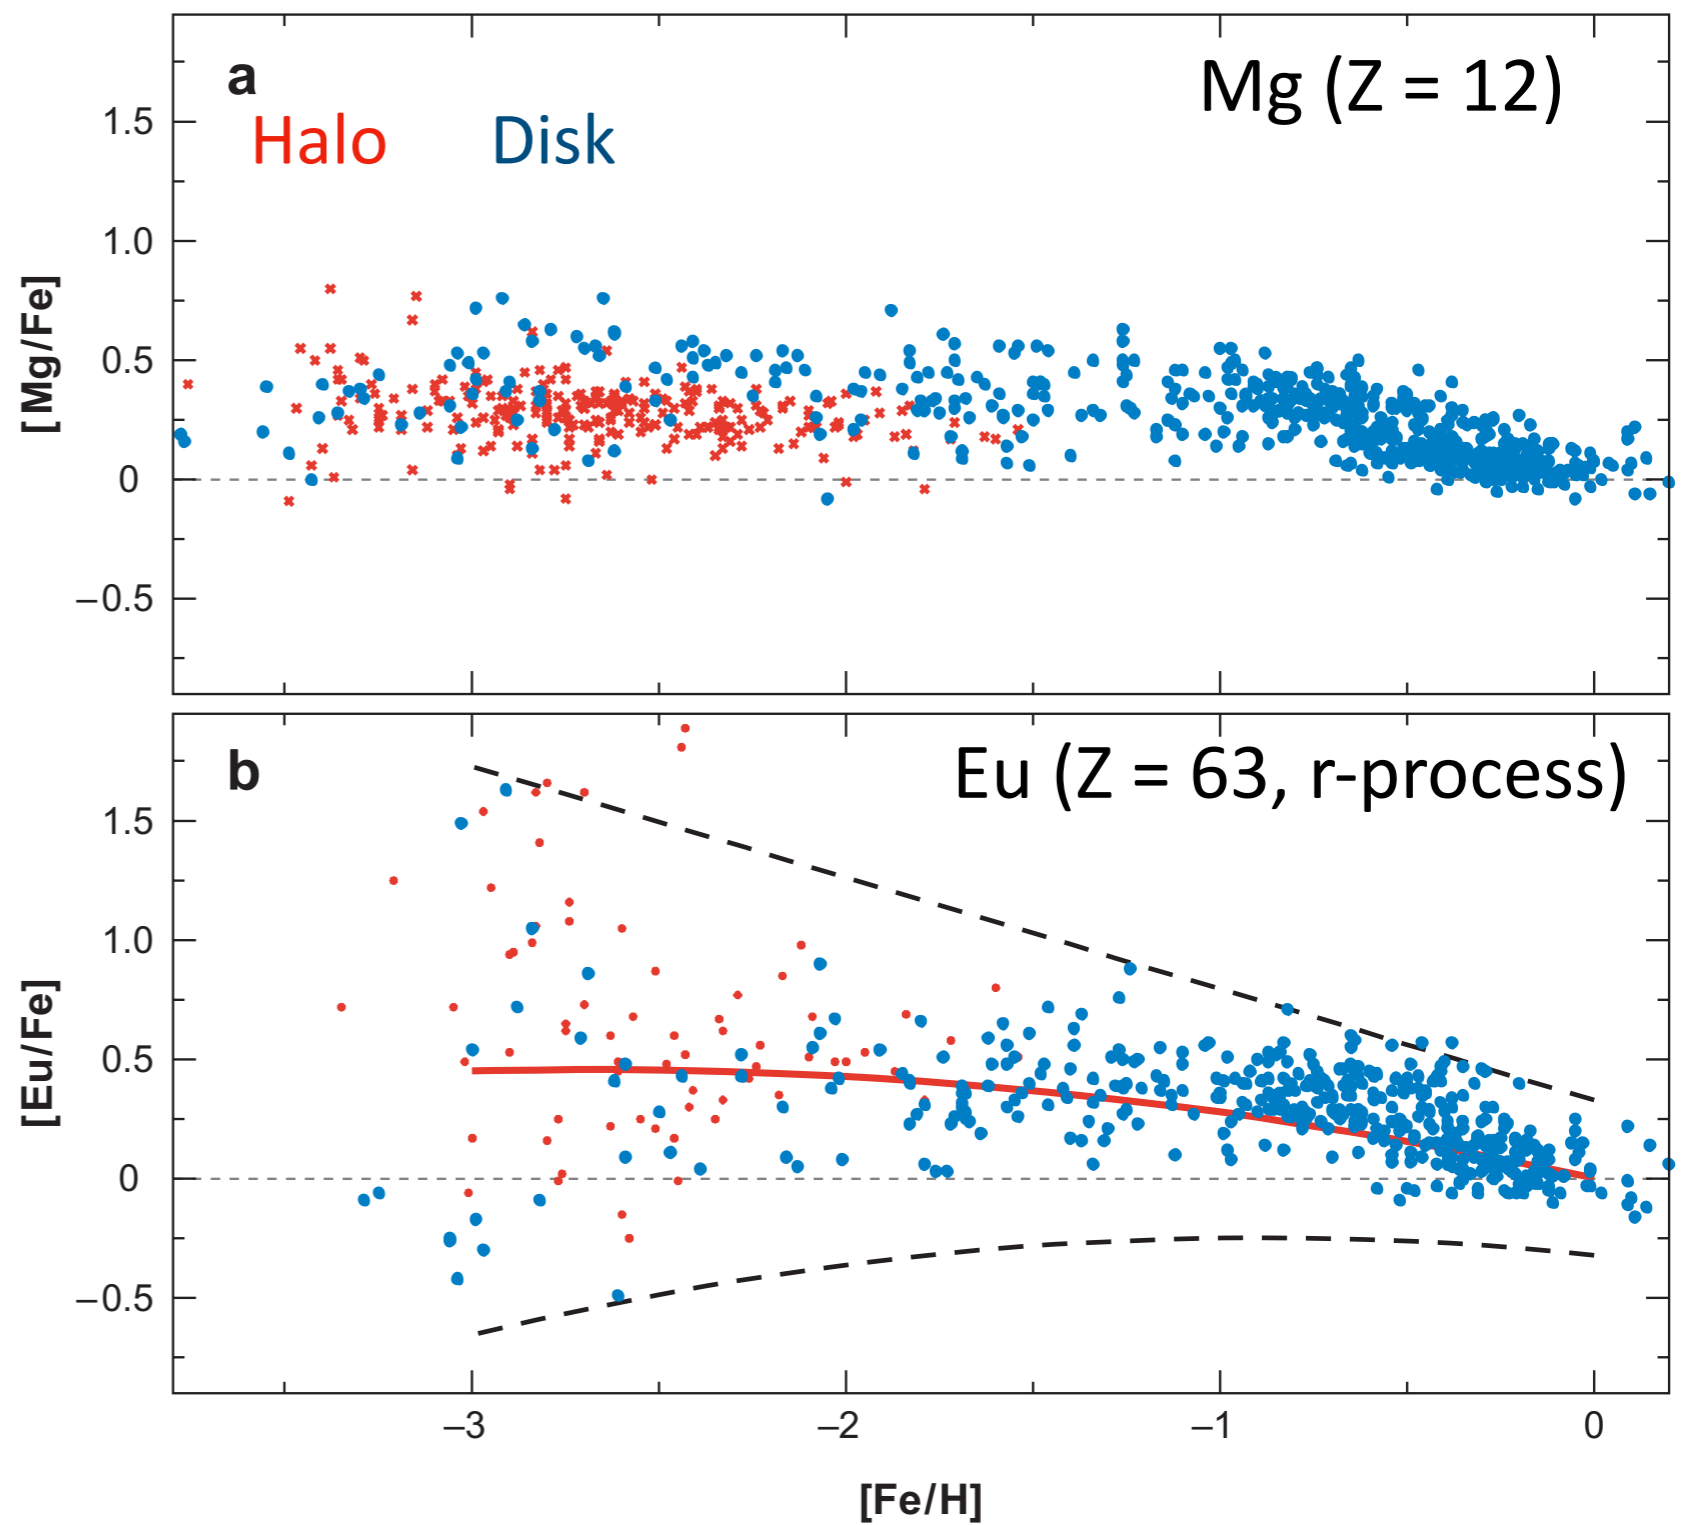 a
Mg (Z = 12)
Halo
Disk
1.5
1.0
0.5
0
–0.5
[Mg/Fe]
b
Eu (Z = 63, r-process)
1.5
1.0
0.5
0
–0.5
[Eu/Fe]
–3
–2
–1
0
[Fe/H]